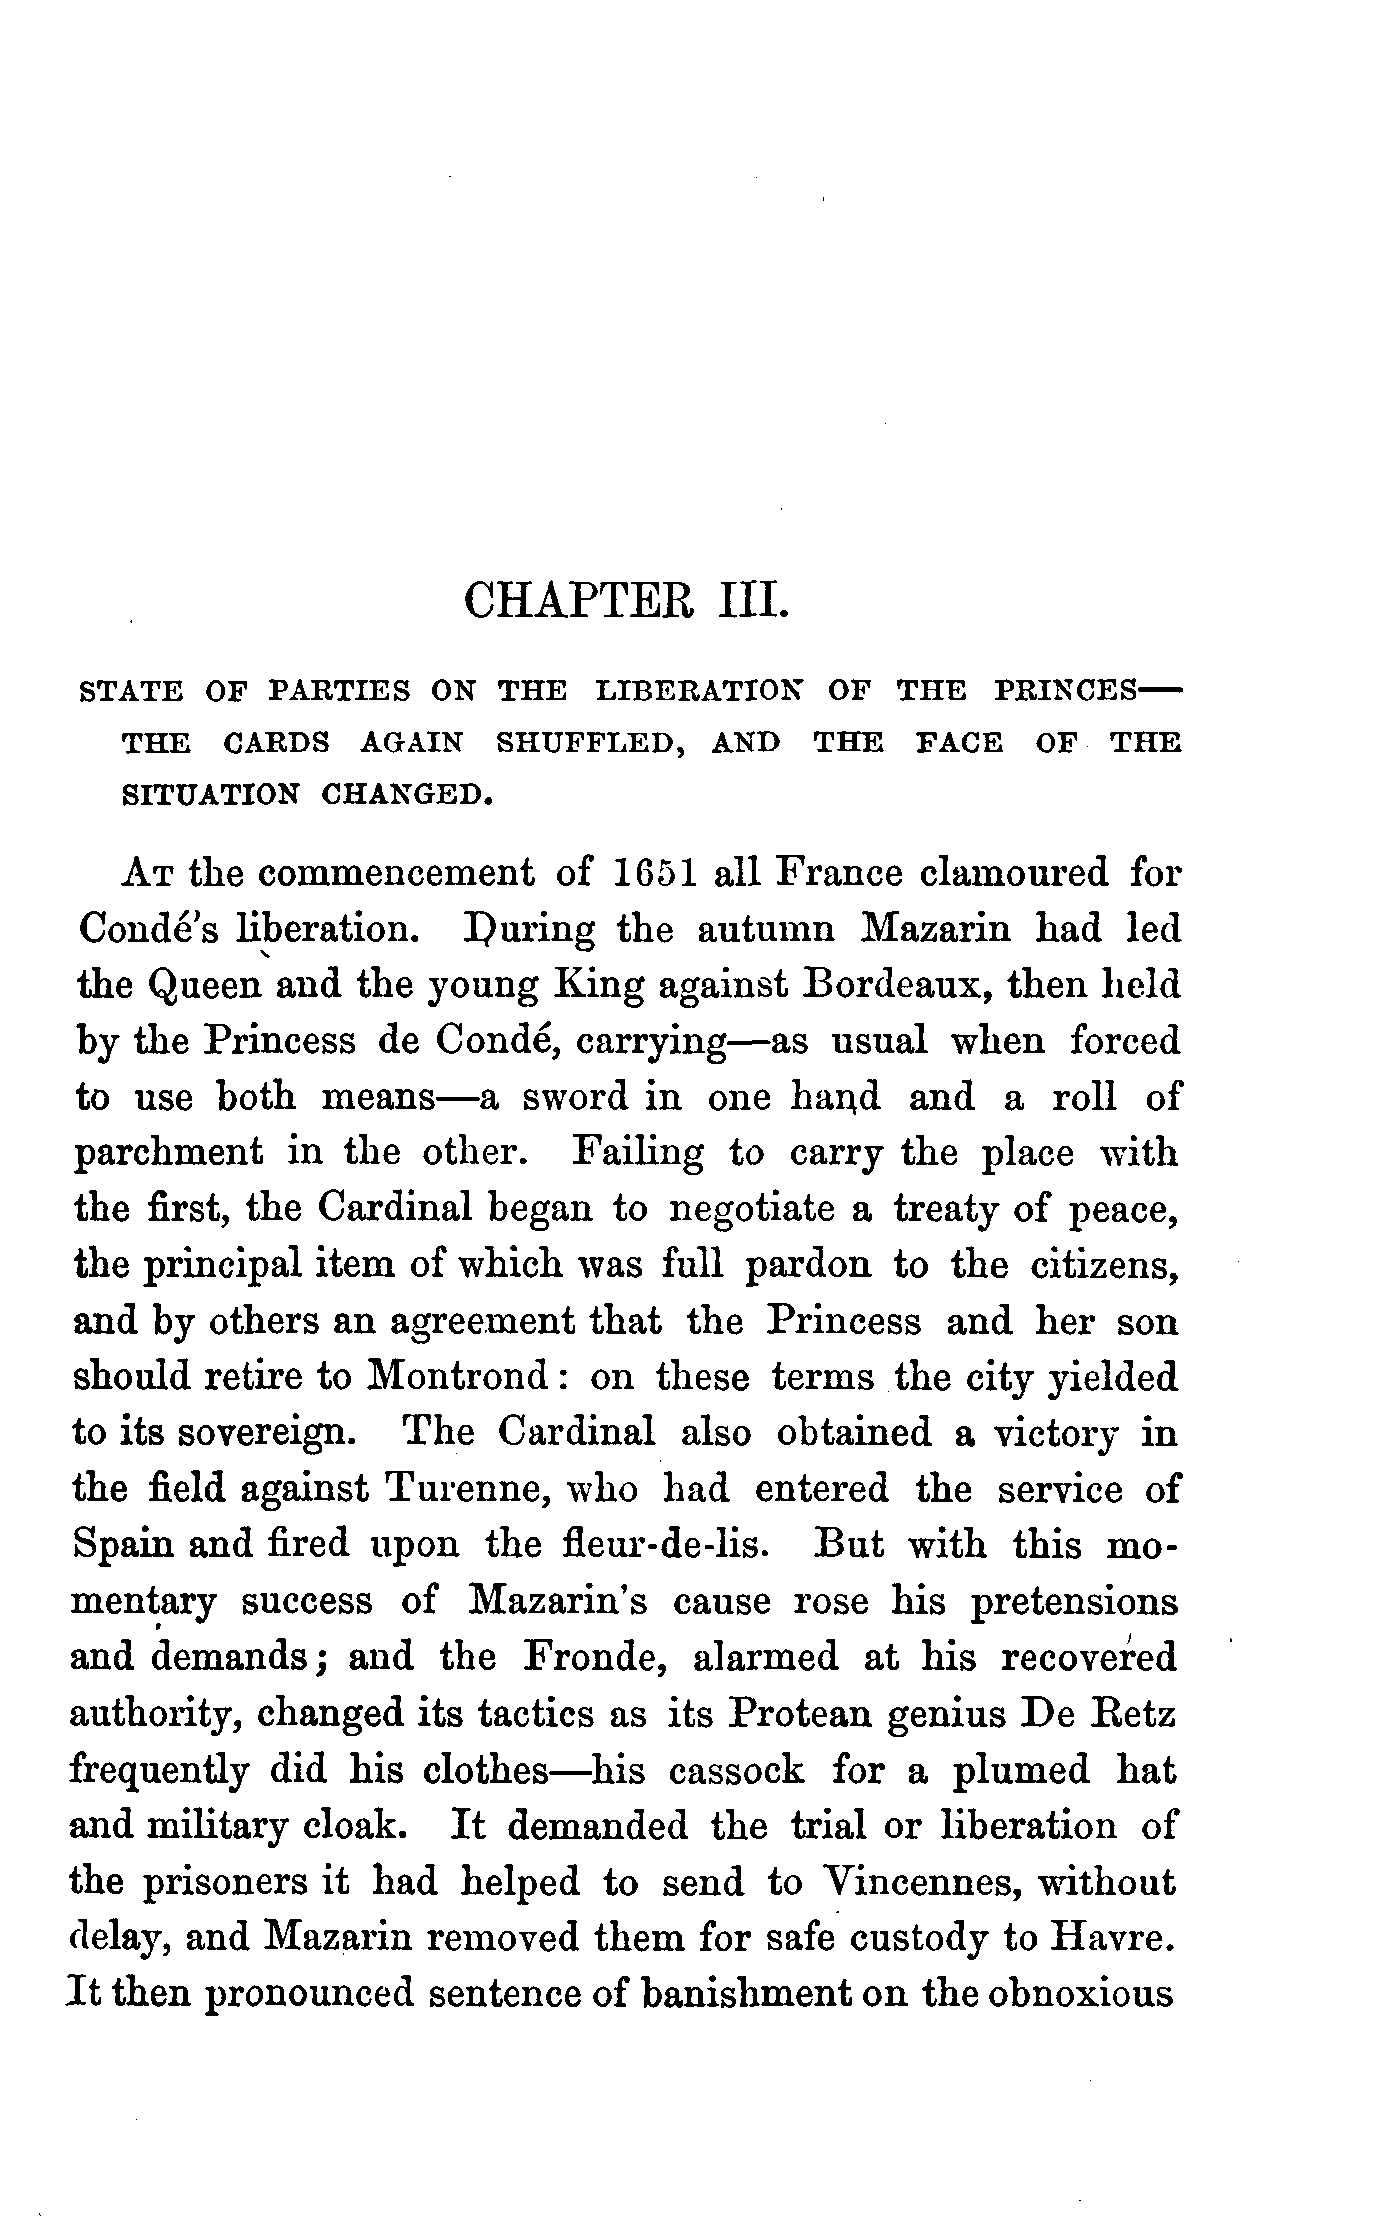 CHAPTER III.
STATE OF PARTIES ON THE LIBERATION OF THE PRINCES—
THE CARDS AGAIN SHUFFLED, AND THE FACE OF THE
SITUATION CHANGED.
AT the commencement of 1651 all France clamoured for
Condé's liberation. During the autumn Mazarin had led
the Queen and the young King against Bordeaux, then held
by the Princess de Condé, carrying—as usual when forced
to use both means—a sword in one hand and a roll of
parchment in the other. Failing to carry the place with
the first, the Cardinal began to negotiate a treaty of peace,
the principal item of which was full pardon to the citizens,
and by others an agreement that the Princess and her son
should retire to Montrond: on these terms the city yielded
to its sovereign. The Cardinal also obtained a victory in
the field against Turenne, who had entered the service of
Spain and fired upon the fleur-de-lis. But with this mo-
mentary success of Mazarin's cause rose his pretensions
and demands; and the Fronde, alarmed at his recovered
authority, changed its tactics as its Protean genius De Retz
frequently did his clothes—his cassock for a plumed hat
and military cloak. It demanded the trial or liberation of
the prisoners it had helped to send to Vincennes, without
delay, and Mazarin removed them for safe custody to Havre.
It then pronounced sentence of banishment on the obnoxious